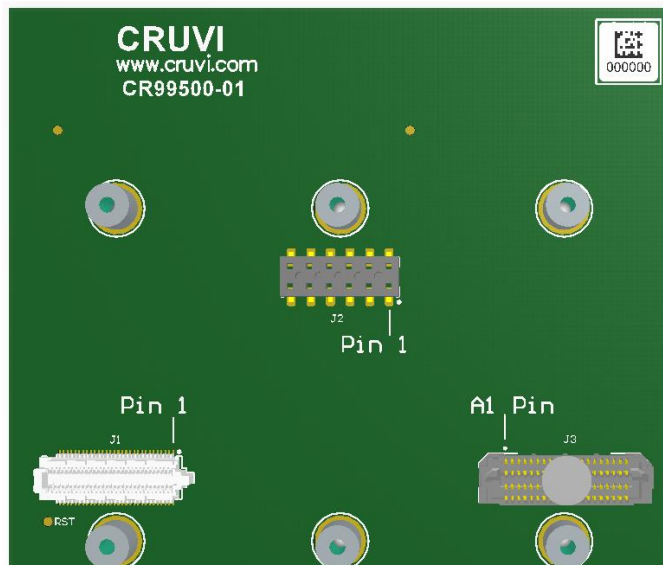 CRUVI
www.cruvi.com
CR99500-01
000000
J2
Pin 1
Pin 1
A1 Pin
J1
J3
RST